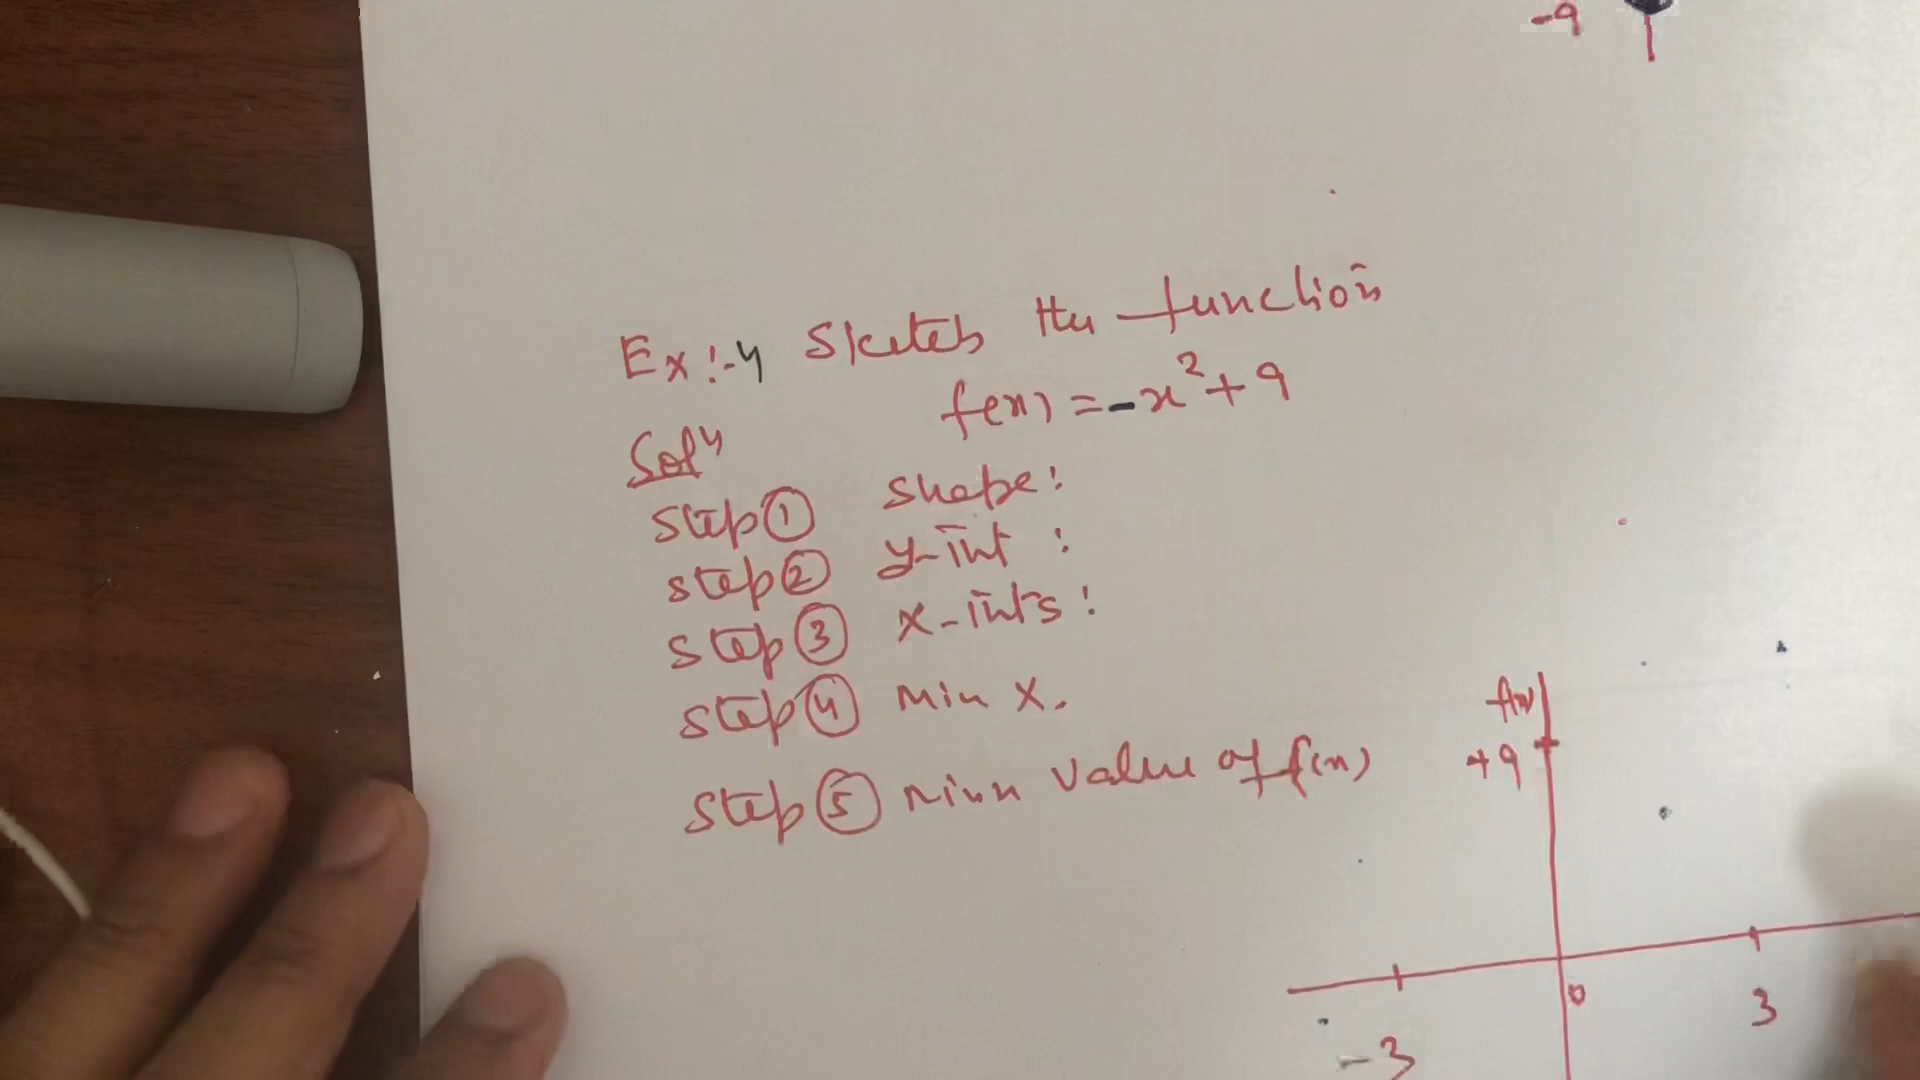 -9
Ex:-4 Sketch the function
f(x) = -x²+9
Solⁿ
Step ① Shape:
Step ② y-int :
Step ③ x-ints :
Step ④ Min x.
Step ⑤ Minn Value of f(x)
f(x)
+9
0
3
-3